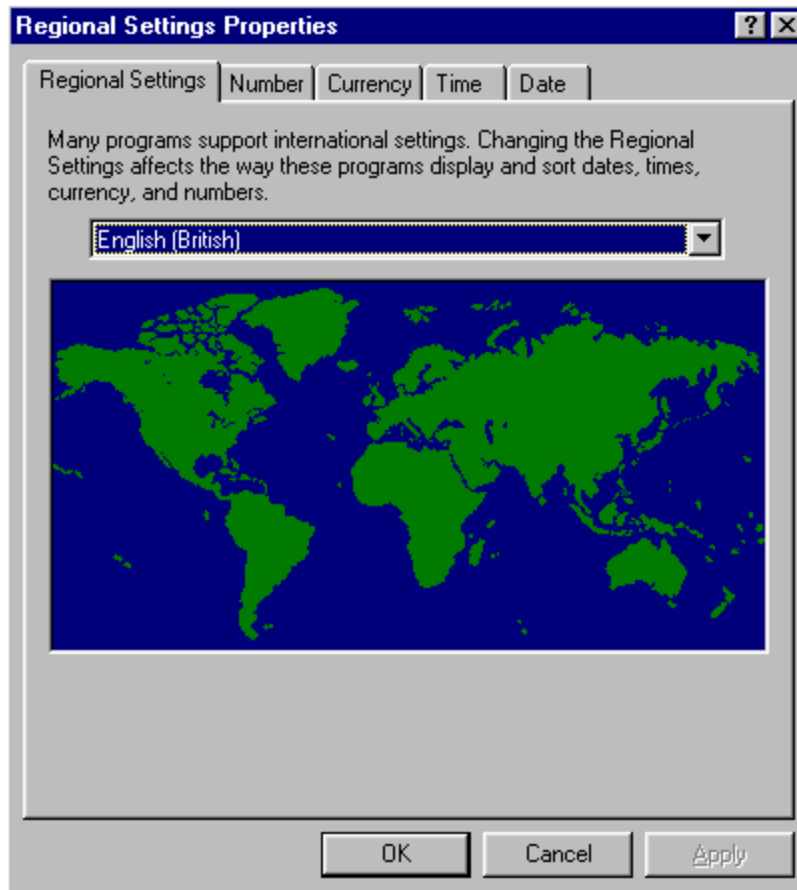 Regional Settings Properties
Regional Settings Number Currency Time Date
Many programs support international settings. Changing the Regional
Settings affects the way these programs display and sort dates, times,
currency, and numbers.
English (British)
OK Cancel Apply